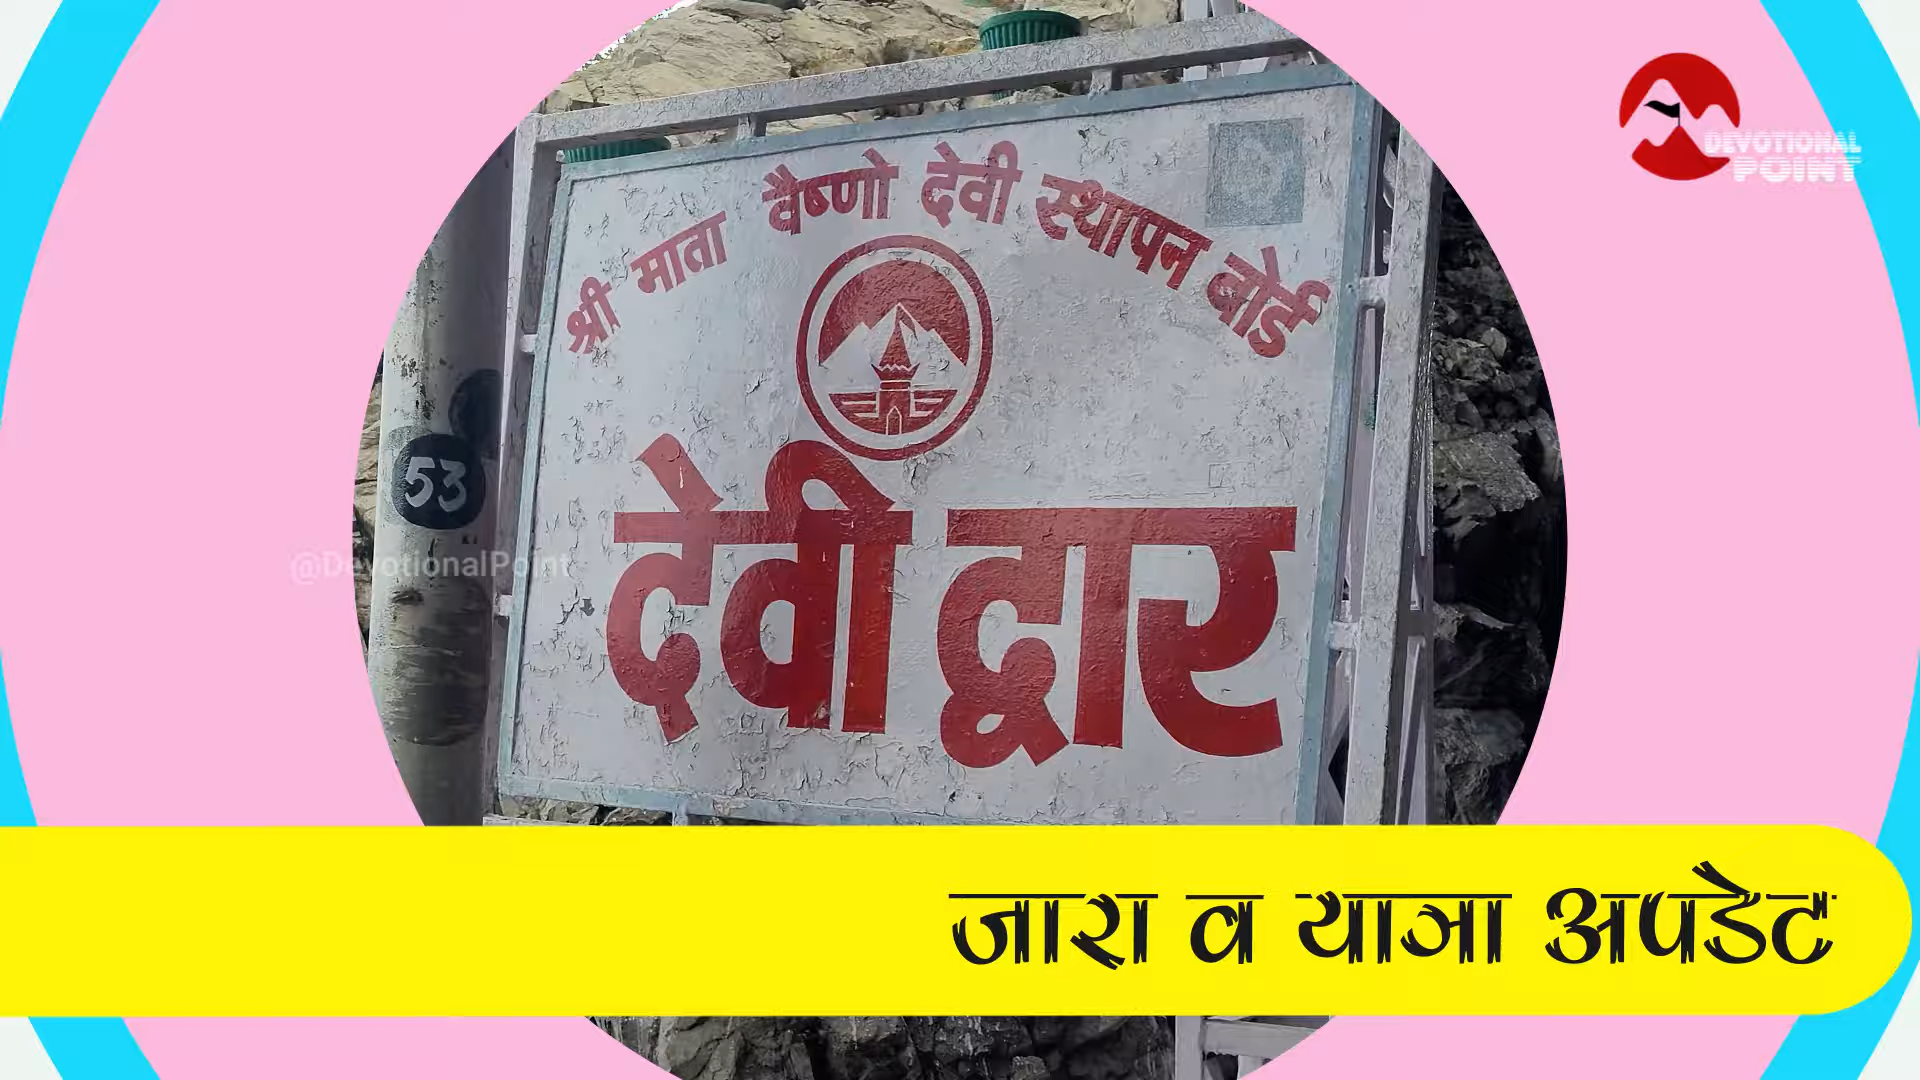 DEVOTIONAL
POINT
श्री माता वैष्णो देवी स्थापन बोर्ड
53
@DevotionalPoint
देवी द्वार
जारा व यात्रा अपडेट